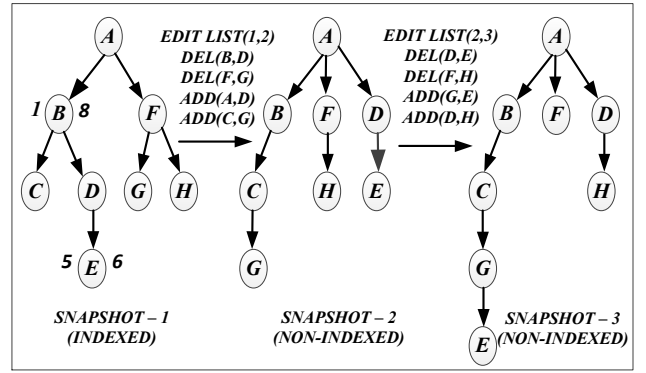 A
EDIT LIST(1,2)
DEL(B,D)
DEL(F,G)
ADD(A,D)
ADD(C,G)
A
EDIT LIST(2,3)
DEL(D,E)
DEL(F,H)
ADD(G,E)
ADD(D,H)
A
1 B 8 F
B F D
B F D
C D G H
C H E
C H
5 E 6
G
G
E
SNAPSHOT – 1
(INDEXED)
SNAPSHOT – 2
(NON-INDEXED)
SNAPSHOT – 3
(NON-INDEXED)